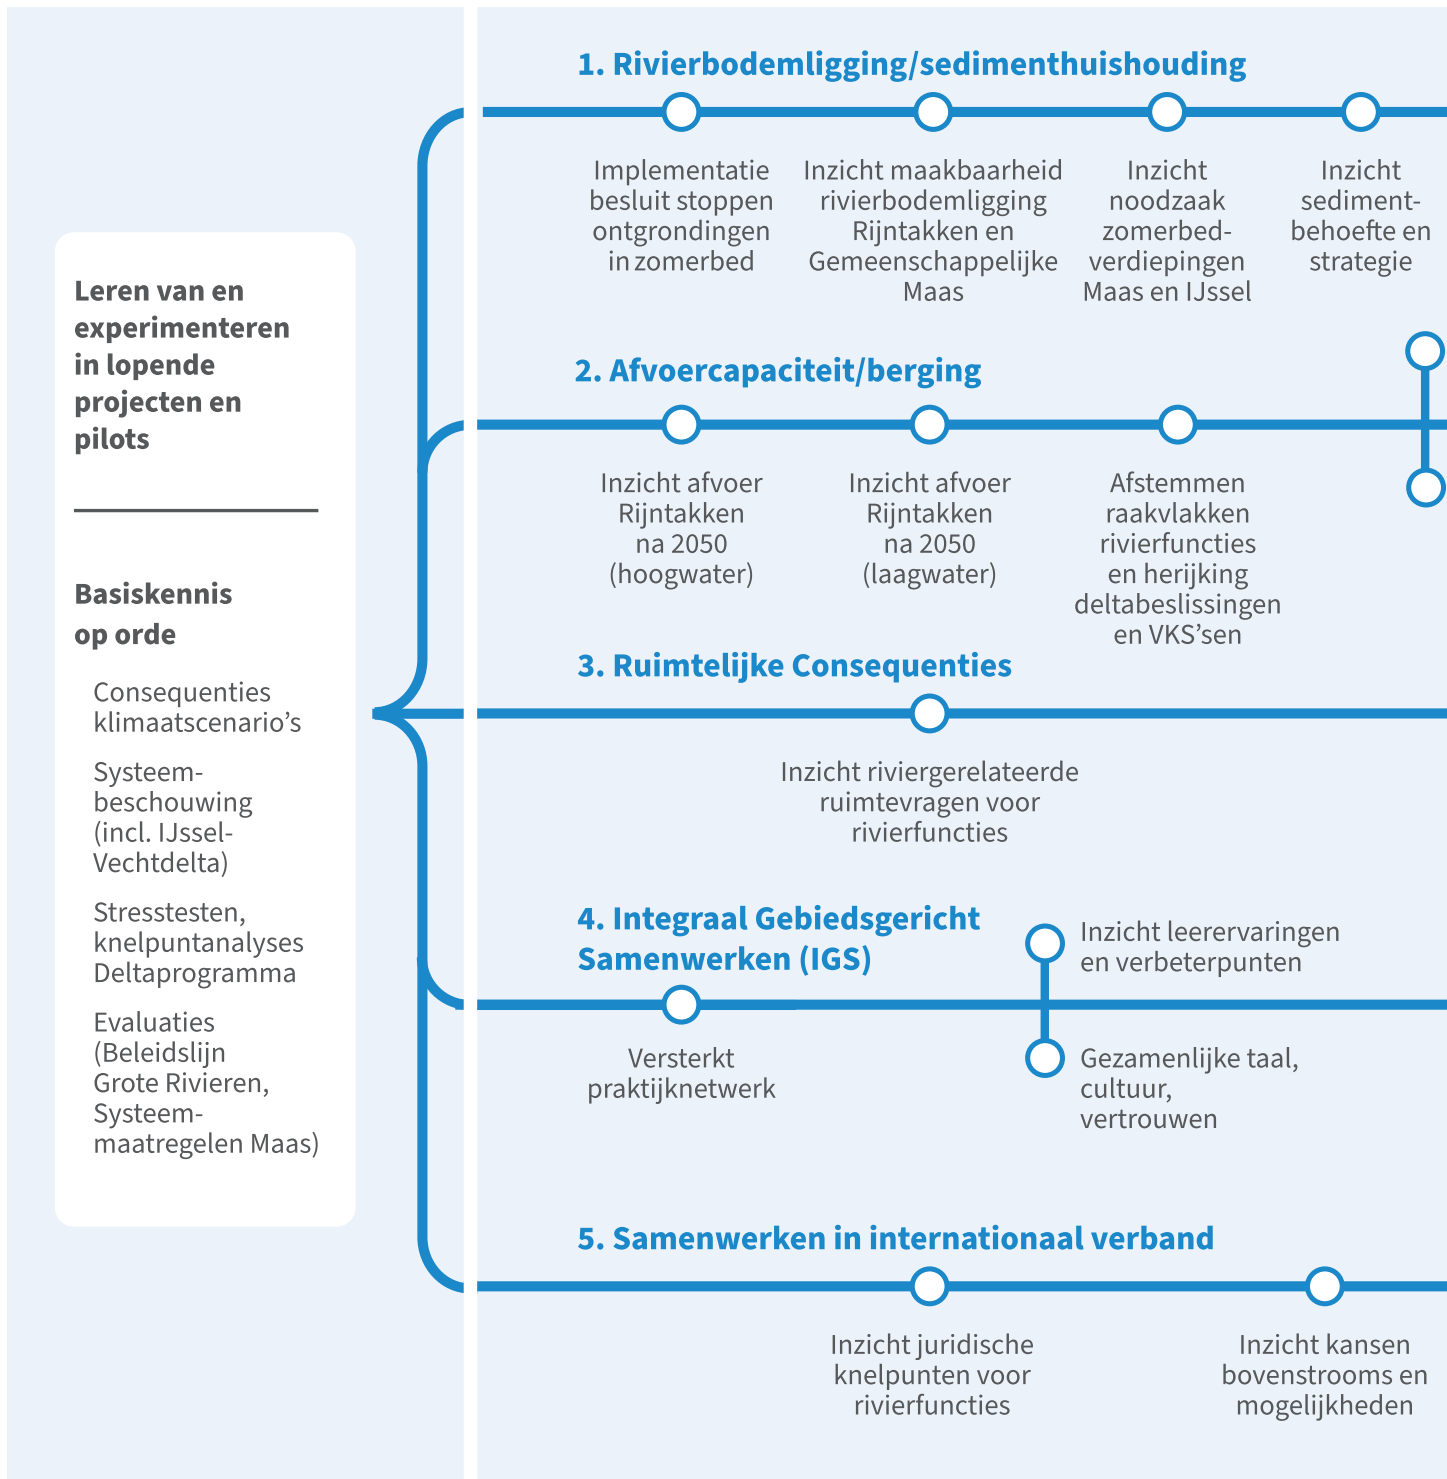 Leren van en
experimenteren
in lopende
projecten en
pilots
Basiskennis
op orde
Consequenties
klimaatscenario’s
Systeem-
beschouwing
(incl. IJssel-
Vechtdelta)
Stresstesten,
knelpuntanalyses
Deltaprogramma
Evaluaties
(Beleidslijn
Grote Rivieren,
Systeem-
maatregelen Maas)
1. Rivierbodemligging/sedimenthuishouding
Implementatie
besluit stoppen
ontgrondingen
in zomerbed
Inzicht maakbaarheid
rivierbodemligging
Rijntakken en
Gemeenschappelijke
Maas
Inzicht
noodzaak
zomerbed-
verdiepingen
Maas en IJssel
Inzicht
sediment-
behoefte en
strategie
2. Afvoercapaciteit/berging
Inzicht afvoer
Rijntakken
na 2050
(hoogwater)
Inzicht afvoer
Rijntakken
na 2050
(laagwater)
Afstemmen
raakvlakken
rivierfuncties
en herijking
deltabeslissingen
en VKS’sen
3. Ruimtelijke Consequenties
Inzicht riviergerelateerde
ruimtevragen voor
rivierfuncties
4. Integraal Gebiedsgericht
Samenwerken (IGS)
Versterkt
praktijknetwerk
Inzicht leerervaringen
en verbeterpunten
Gezamenlijke taal,
cultuur,
vertrouwen
5. Samenwerken in internationaal verband
Inzicht juridische
knelpunten voor
rivierfuncties
Inzicht kansen
bovenstrooms en
mogelijkheden